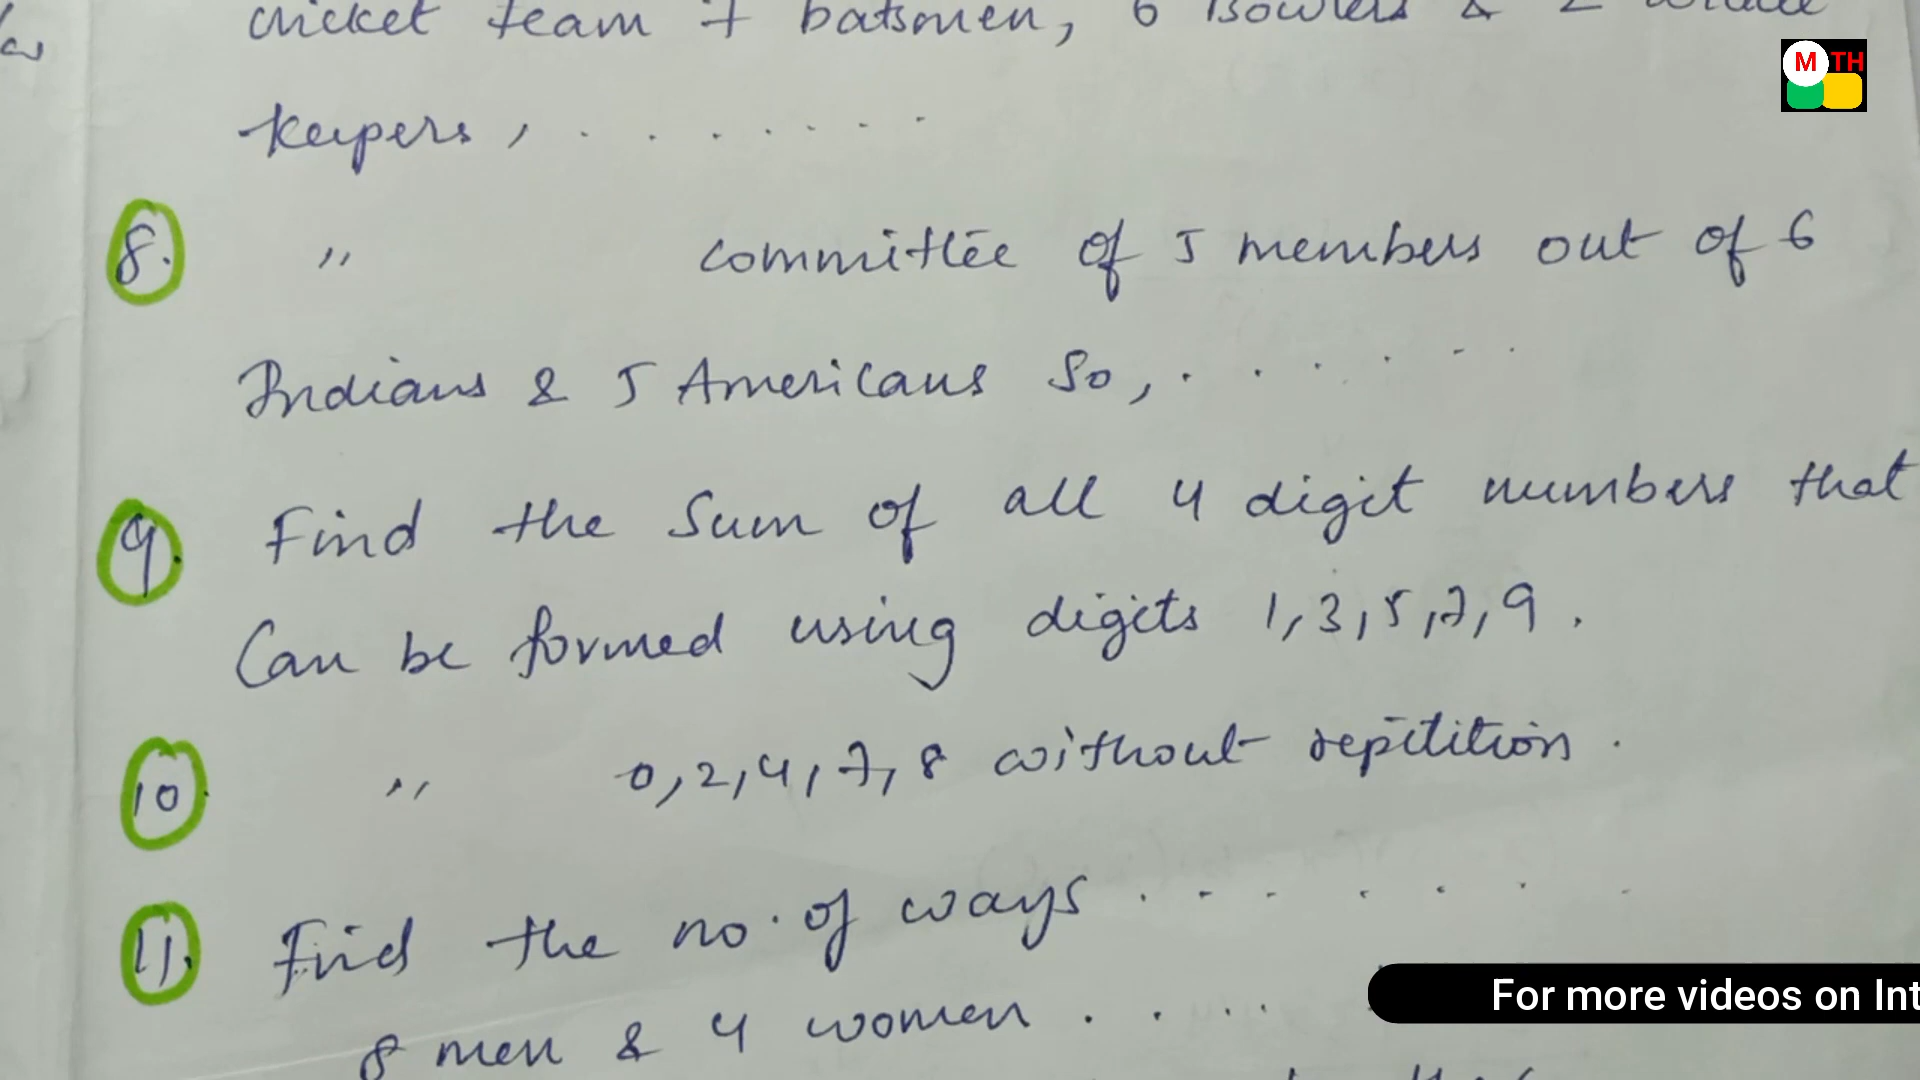 cricket team 7 batsmen, 6 Bowlers & 2
keepers, . . . . . . .
M TH
8. " committee of 5 members out of 6
Indians & 5 Americans So, . . . . . .
9. Find the Sum of all 4 digit numbers that
Can be formed using digits 1,3,5,7,9.
10. " 0,2,4,7,8 without repitition.
11. Find the no. of ways . . . . . . .
8 men & 4 women . . . . .
For more videos on Int